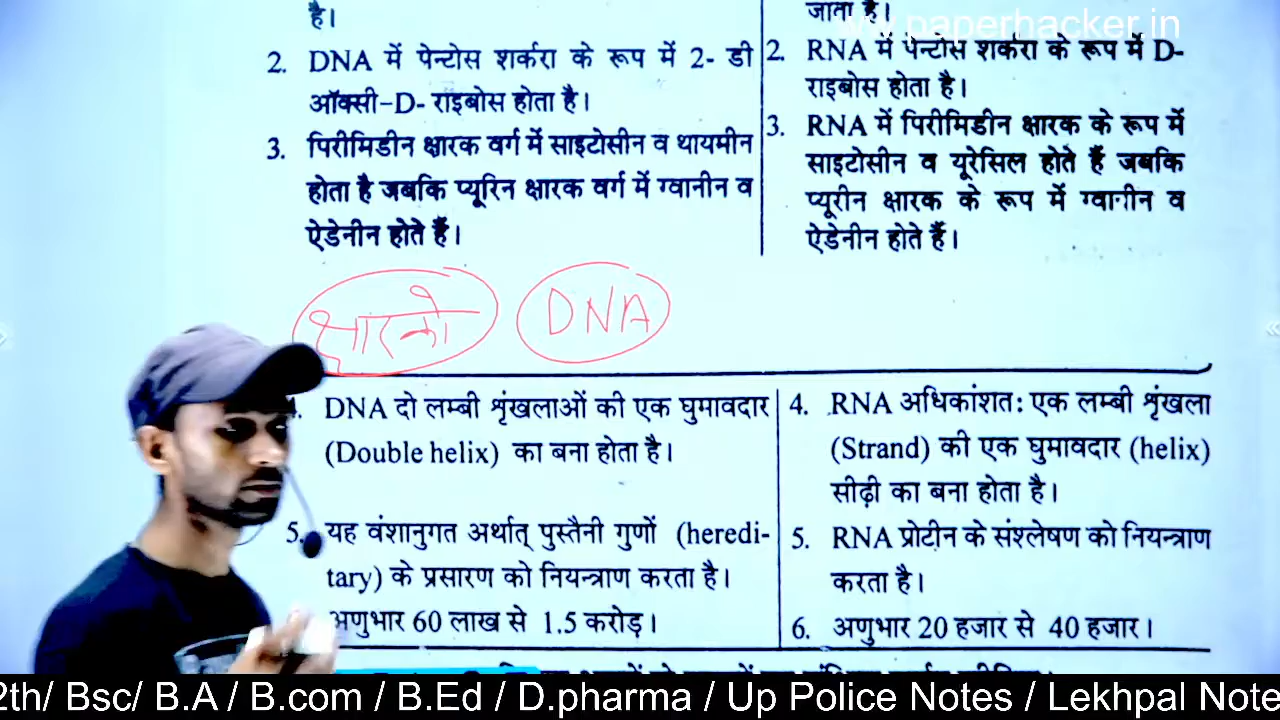 है।
2. DNA में पेन्टोस शर्करा के रूप में 2- डी
ऑक्सी-D- राइबोस होता है।
3. पिरीमिडीन क्षारक वर्ग में साइटोसीन व थायमीन
होता है जबकि प्यूरिन क्षारक वर्ग में ग्वानीन व
ऐडेनीन होते हैं।
जाता है।
www.paperhacker.in
2. RNA में पेन्टोस शर्करा के रूप में D-
राइबोस होता है।
3. RNA में पिरीमिडीन क्षारक के रूप में
साइटोसीन व यूरेसिल होते हैं जबकि
प्यूरीन क्षारक के रूप में ग्वानीन व
ऐडेनीन होते हैं।
क्षारको DNA
4. DNA दो लम्बी शृंखलाओं की एक घुमावदार
(Double helix) का बना होता है।
5. यह वंशानुगत अर्थात् पुस्तैनी गुणों (heredi-
tary) के प्रसारण को नियन्त्राण करता है।
अणुभार 60 लाख से 1.5 करोड़।
4. RNA अधिकांशत: एक लम्बी शृंखला
(Strand) की एक घुमावदार (helix)
सीढ़ी का बना होता है।
5. RNA प्रोटीन के संश्लेषण को नियन्त्राण
करता है।
6. अणुभार 20 हजार से 40 हजार।
2th/ Bsc/ B.A / B.com / B.Ed / D.pharma / Up Police Notes / Lekhpal Note